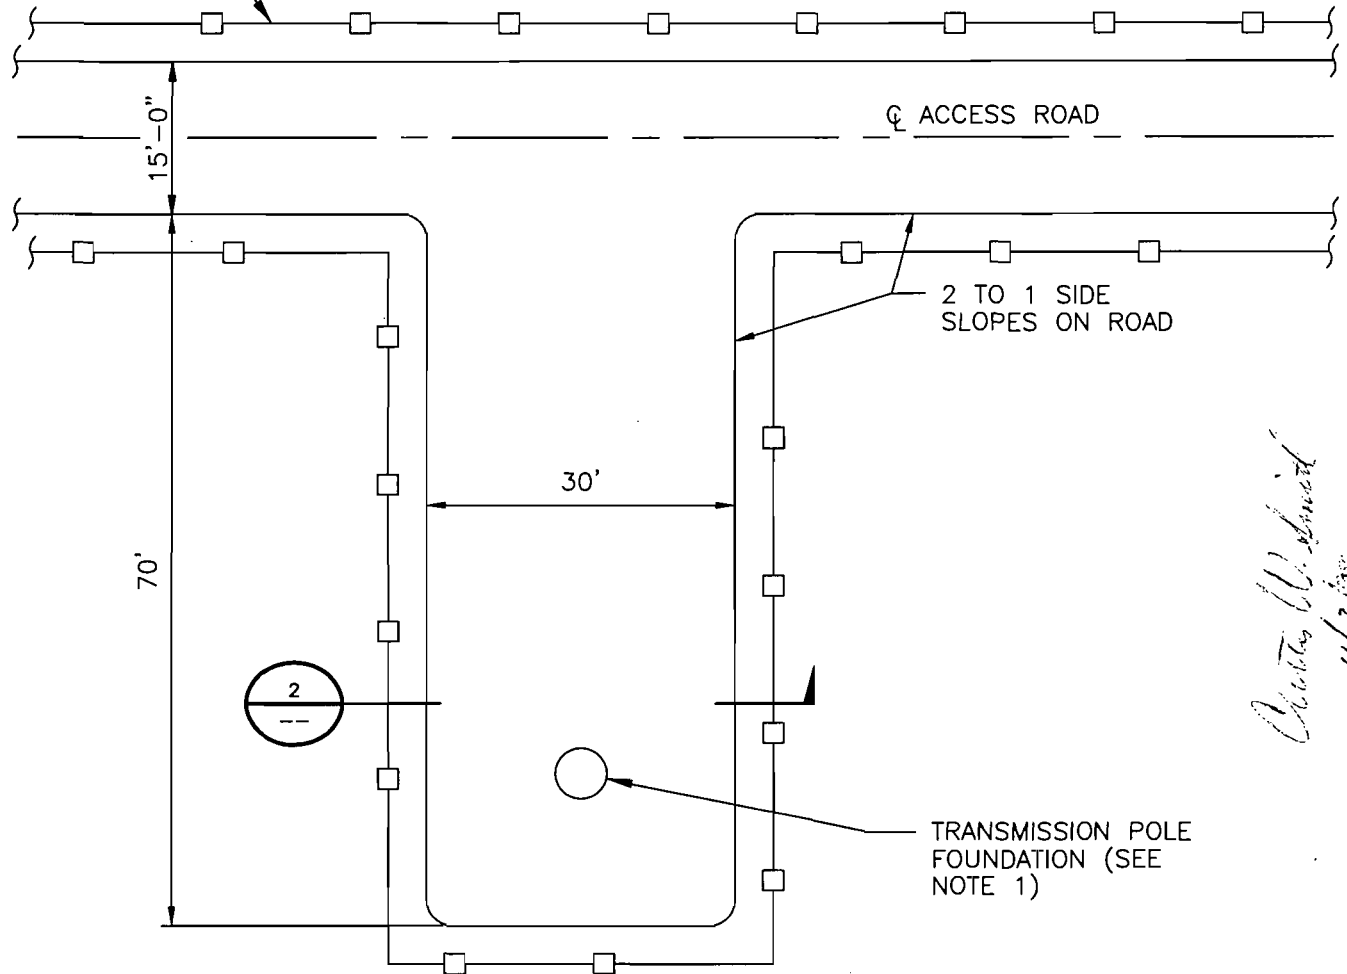 ℄ ACCESS ROAD
15'-0"
2 TO 1 SIDE
SLOPES ON ROAD
30'
70'
2
--
TRANSMISSION POLE
FOUNDATION (SEE
NOTE 1)